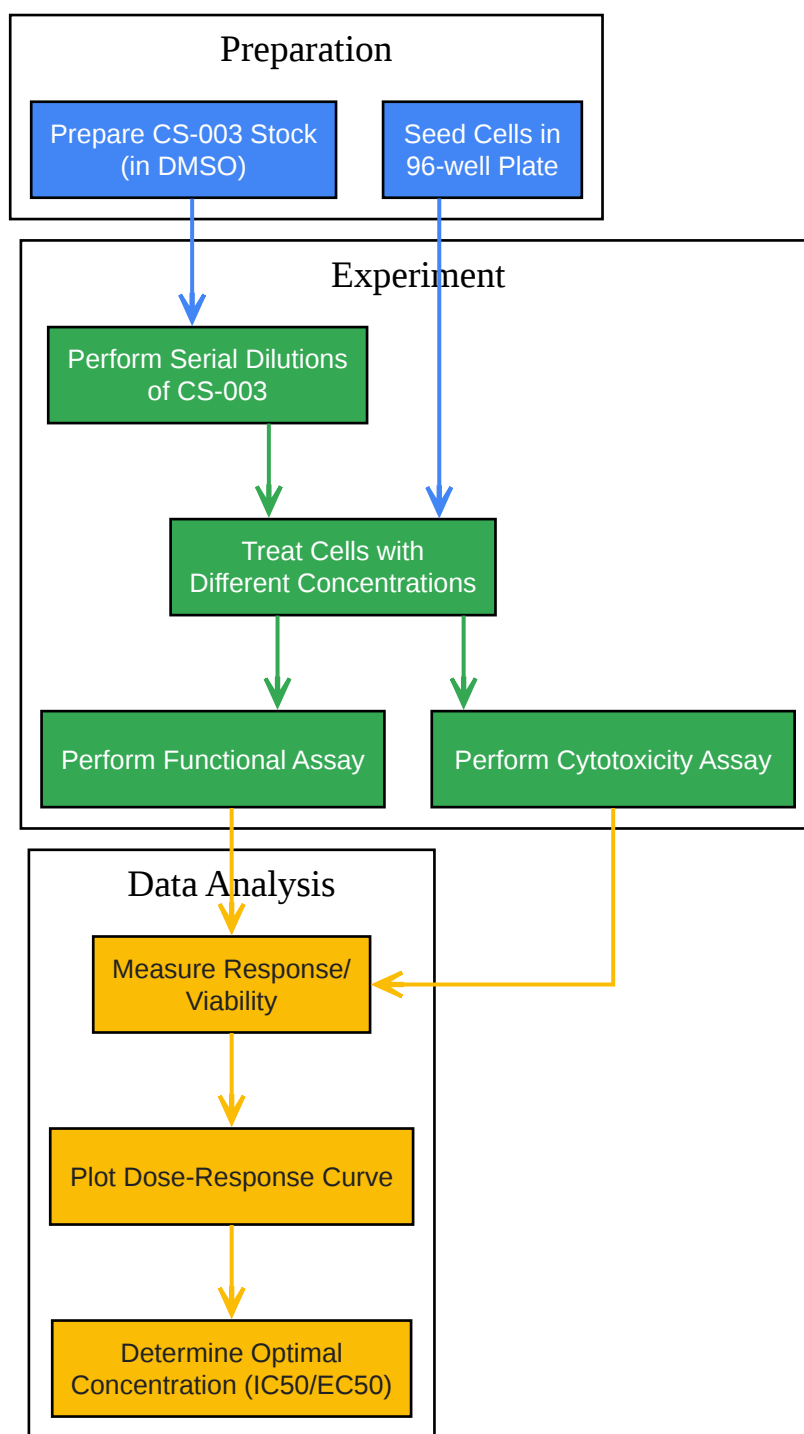 Preparation
Prepare CS-003 Stock
(in DMSO)
Seed Cells in
96-well Plate
Experiment
Perform Serial Dilutions
of CS-003
Treat Cells with
Different Concentrations
Perform Functional Assay
Perform Cytotoxicity Assay
Data Analysis
Measure Response/
Viability
Plot Dose-Response Curve
Determine Optimal
Concentration (IC50/EC50)